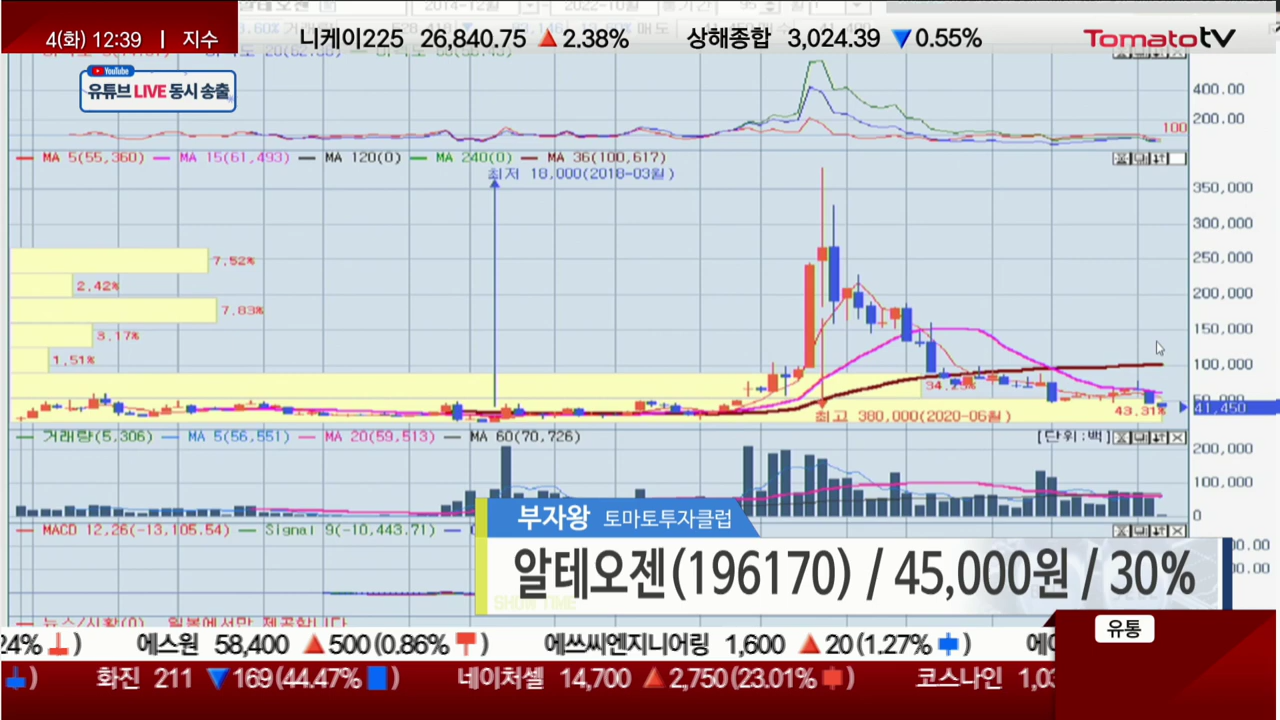 4(화) 12:39 | 지수
니케이225 26,840.75 ▲2.38% 상해종합 3,024.39 ▼0.55%
TomatoTV
YouTube
유튜브 LIVE 동시 송출
400.00
200.00
100
MA 5(55,360) MA 15(61,493) MA 120(0) MA 240(0) MA 36(100,617)
최저 18,000(2018-03월)
350,000
300,000
250,000
200,000
150,000
100,000
7.52%
2.42%
7.83%
3.17%
1.51%
41,450
43.31%
최고 380,000(2020-06월)
거래량(5,306) MA 5(56,551) MA 20(59,513) MA 60(70,726) [단위:백]
200,000
100,000
0
MACD 12,26(-13,105.54) Signal 9(-10,443.71)
부자왕 토마토투자클럽
알테오젠(196170) / 45,000원 / 30%
SHOW TIME
24% ) 에스원 58,400 ▲500(0.86% ) 에쓰씨엔지니어링 1,600 ▲20(1.27% )
유통
) 화진 211 ▼169(44.47% ) 네이처셀 14,700 ▲2,750(23.01% ) 코스나인